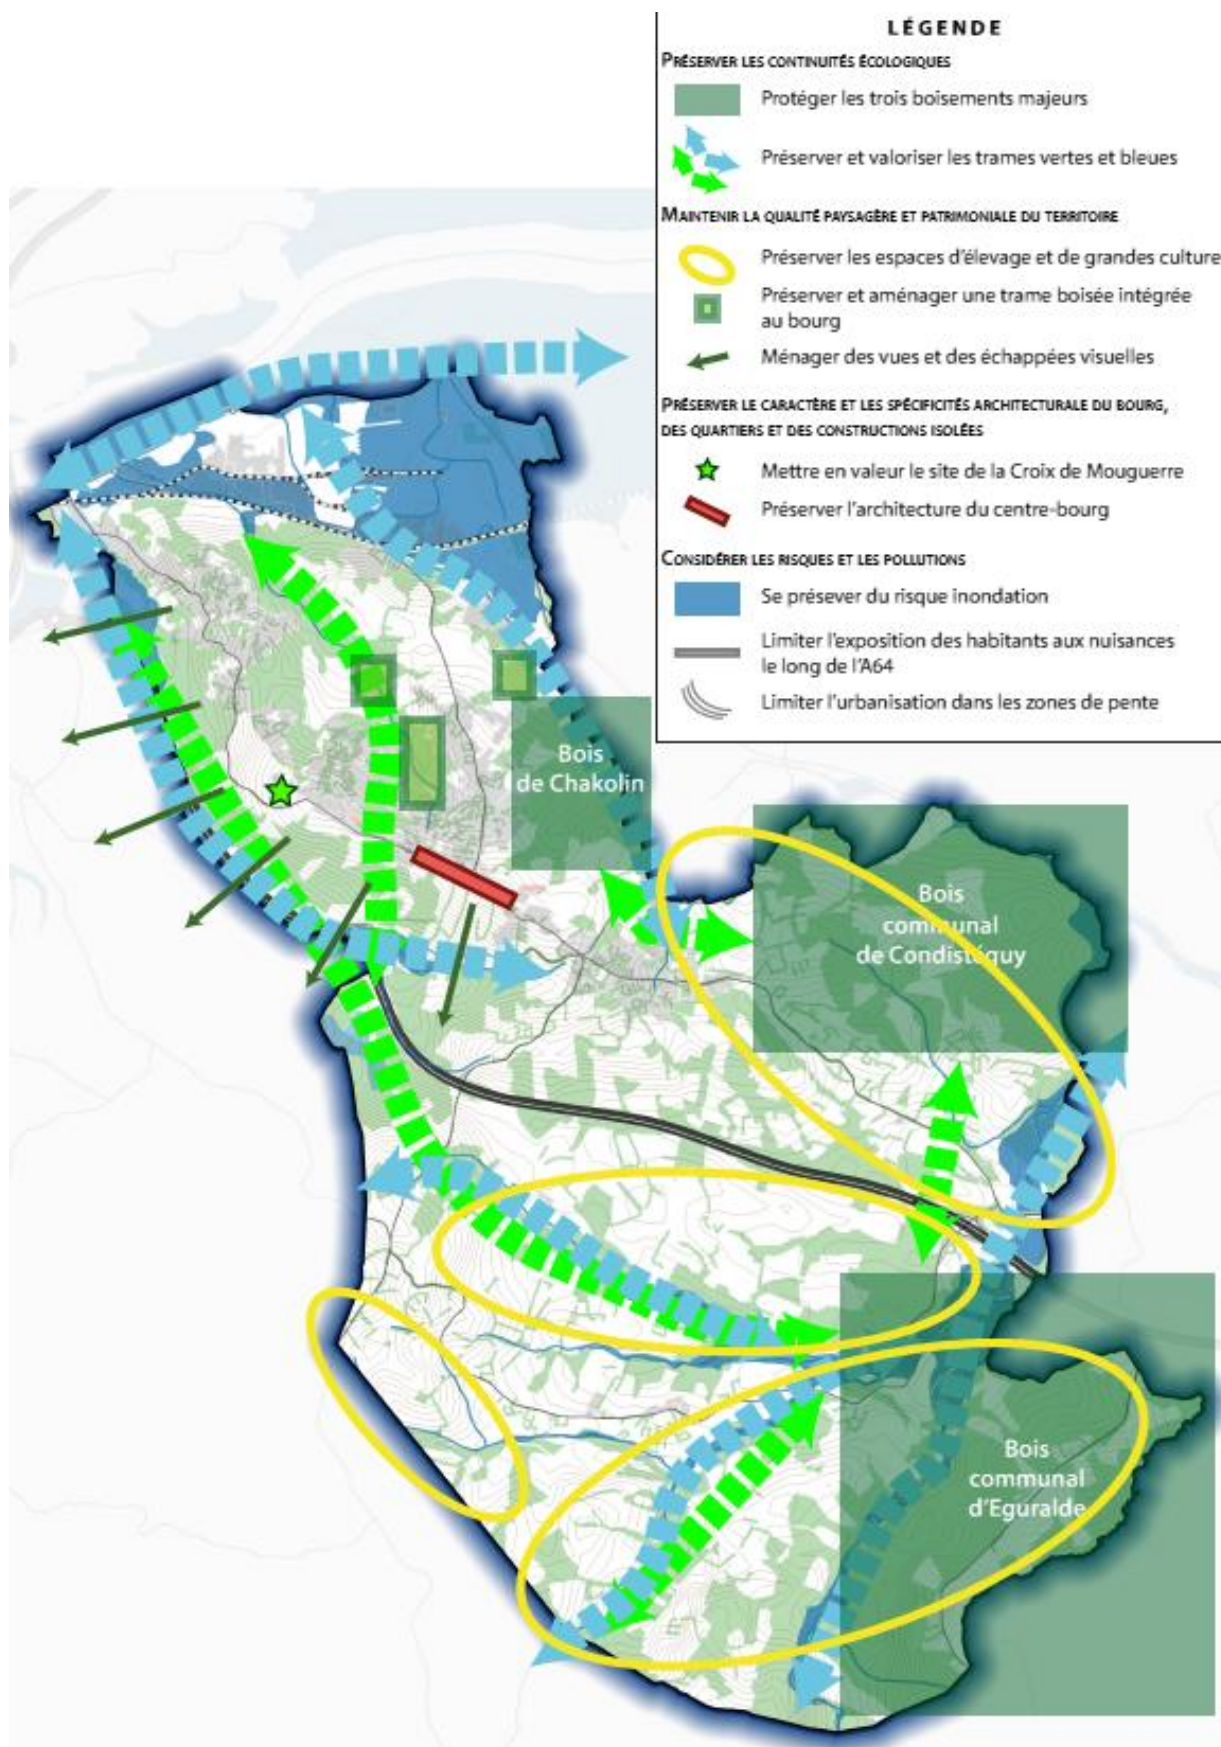 LÉGENDE
PRÉSERVER LES CONTINUITÉS ÉCOLOGIQUES
Protéger les trois boisements majeurs
Préserver et valoriser les trames vertes et bleues
MAINTENIR LA QUALITÉ PAYSAGÈRE ET PATRIMONIALE DU TERRITOIRE
Préserver les espaces d'élevage et de grandes culture
Préserver et aménager une trame boisée intégrée
au bourg
Ménager des vues et des échappées visuelles
PRÉSERVER LE CARACTÈRE ET LES SPÉCIFICITÉS ARCHITECTURALE DU BOURG,
DES QUARTIERS ET DES CONSTRUCTIONS ISOLÉES
Mettre en valeur le site de la Croix de Mouguerre
Préserver l'architecture du centre-bourg
CONSIDÉRER LES RISQUES ET LES POLLUTIONS
Se présever du risque inondation
Limiter l'exposition des habitants aux nuisances
le long de l'A64
Limiter l'urbanisation dans les zones de pente
Bois
de Chakolin
Bois
communal
de Condistéguy
Bois
communal
d'Eguralde